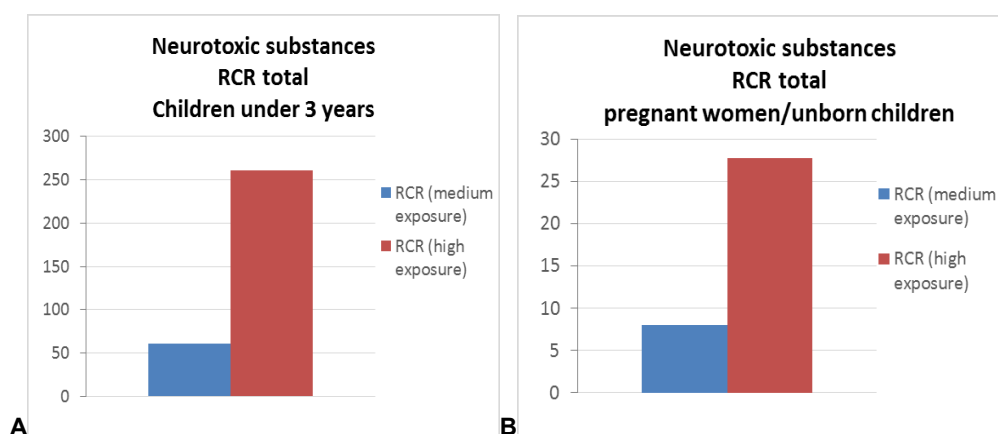 Neurotoxic substances
RCR total
Children under 3 years
300
250
200
150
100
50
0
RCR (medium
exposure)
RCR (high
exposure)
A
Neurotoxic substances
RCR total
pregnant women/unborn children
30
25
20
15
10
5
0
RCR (medium
exposure)
RCR (high
exposure)
B